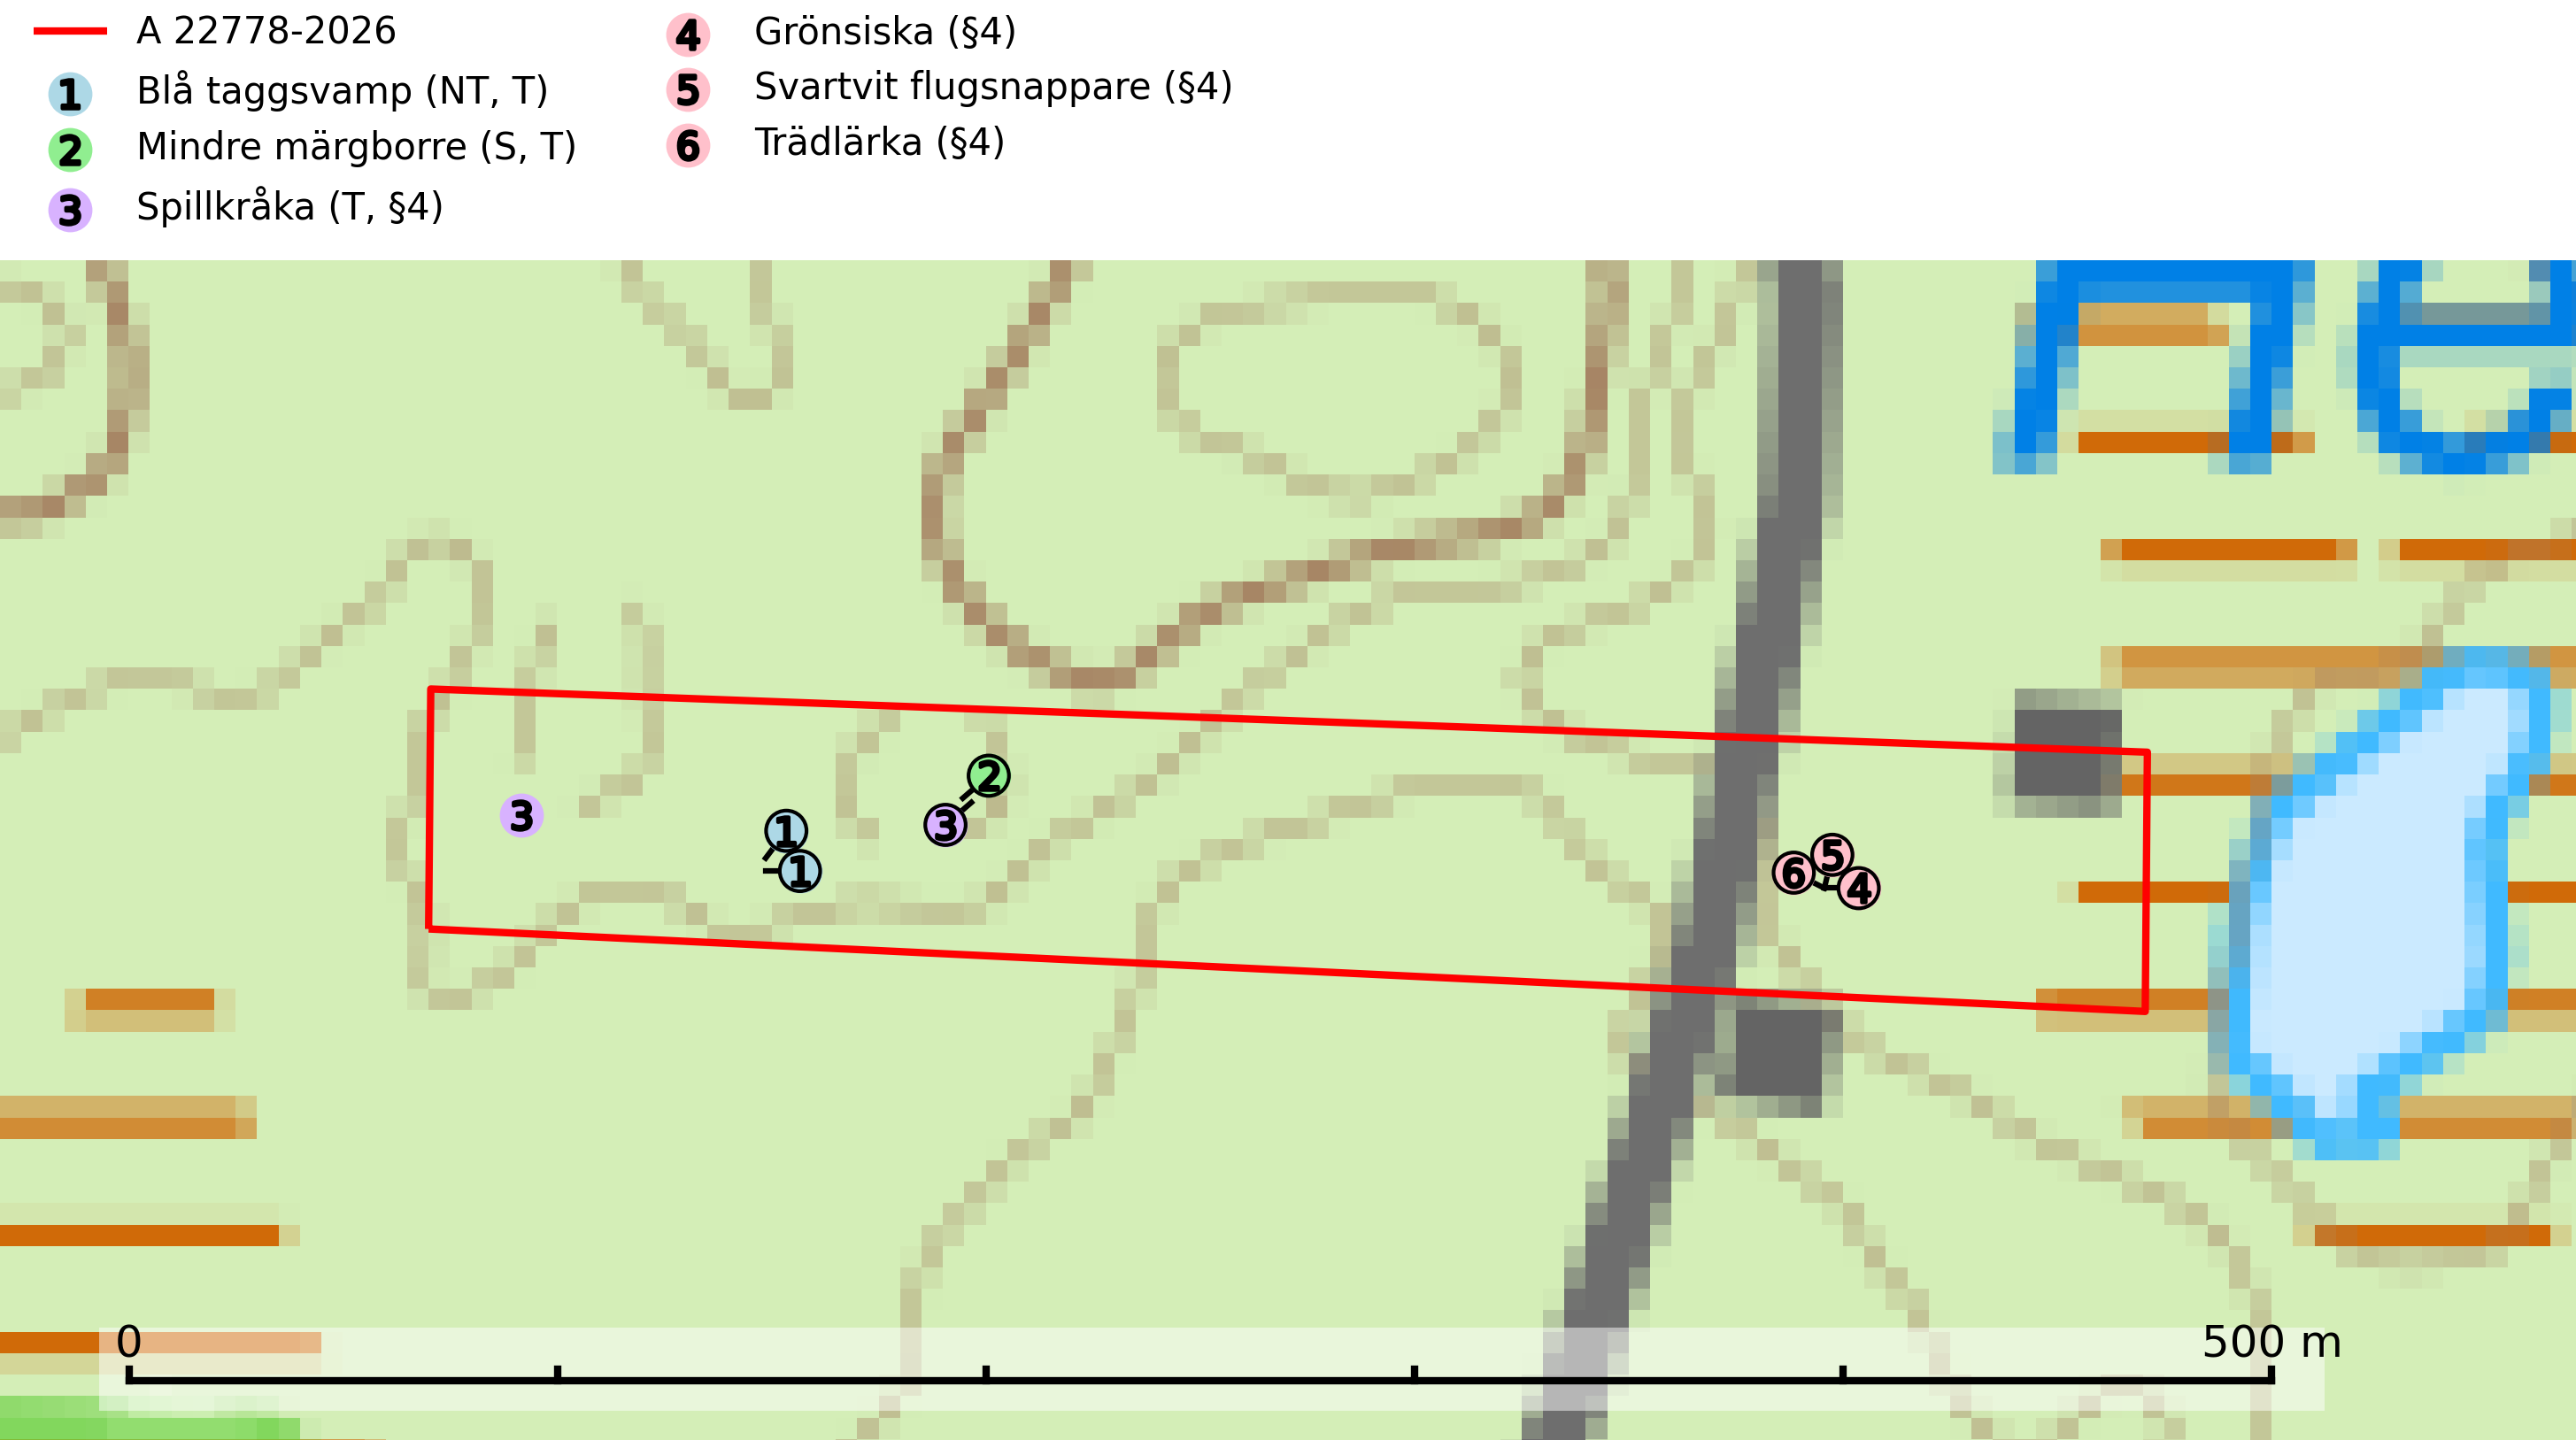 A 22778-2026
1 Blå taggsvamp (NT, T)
2 Mindre märgborre (S, T)
3 Spillkråka (T, §4)
4 Grönsiska (§4)
5 Svartvit flugsnappare (§4)
6 Trädlärka (§4)
2
3
3
1
1
5
6
4
0
500 m